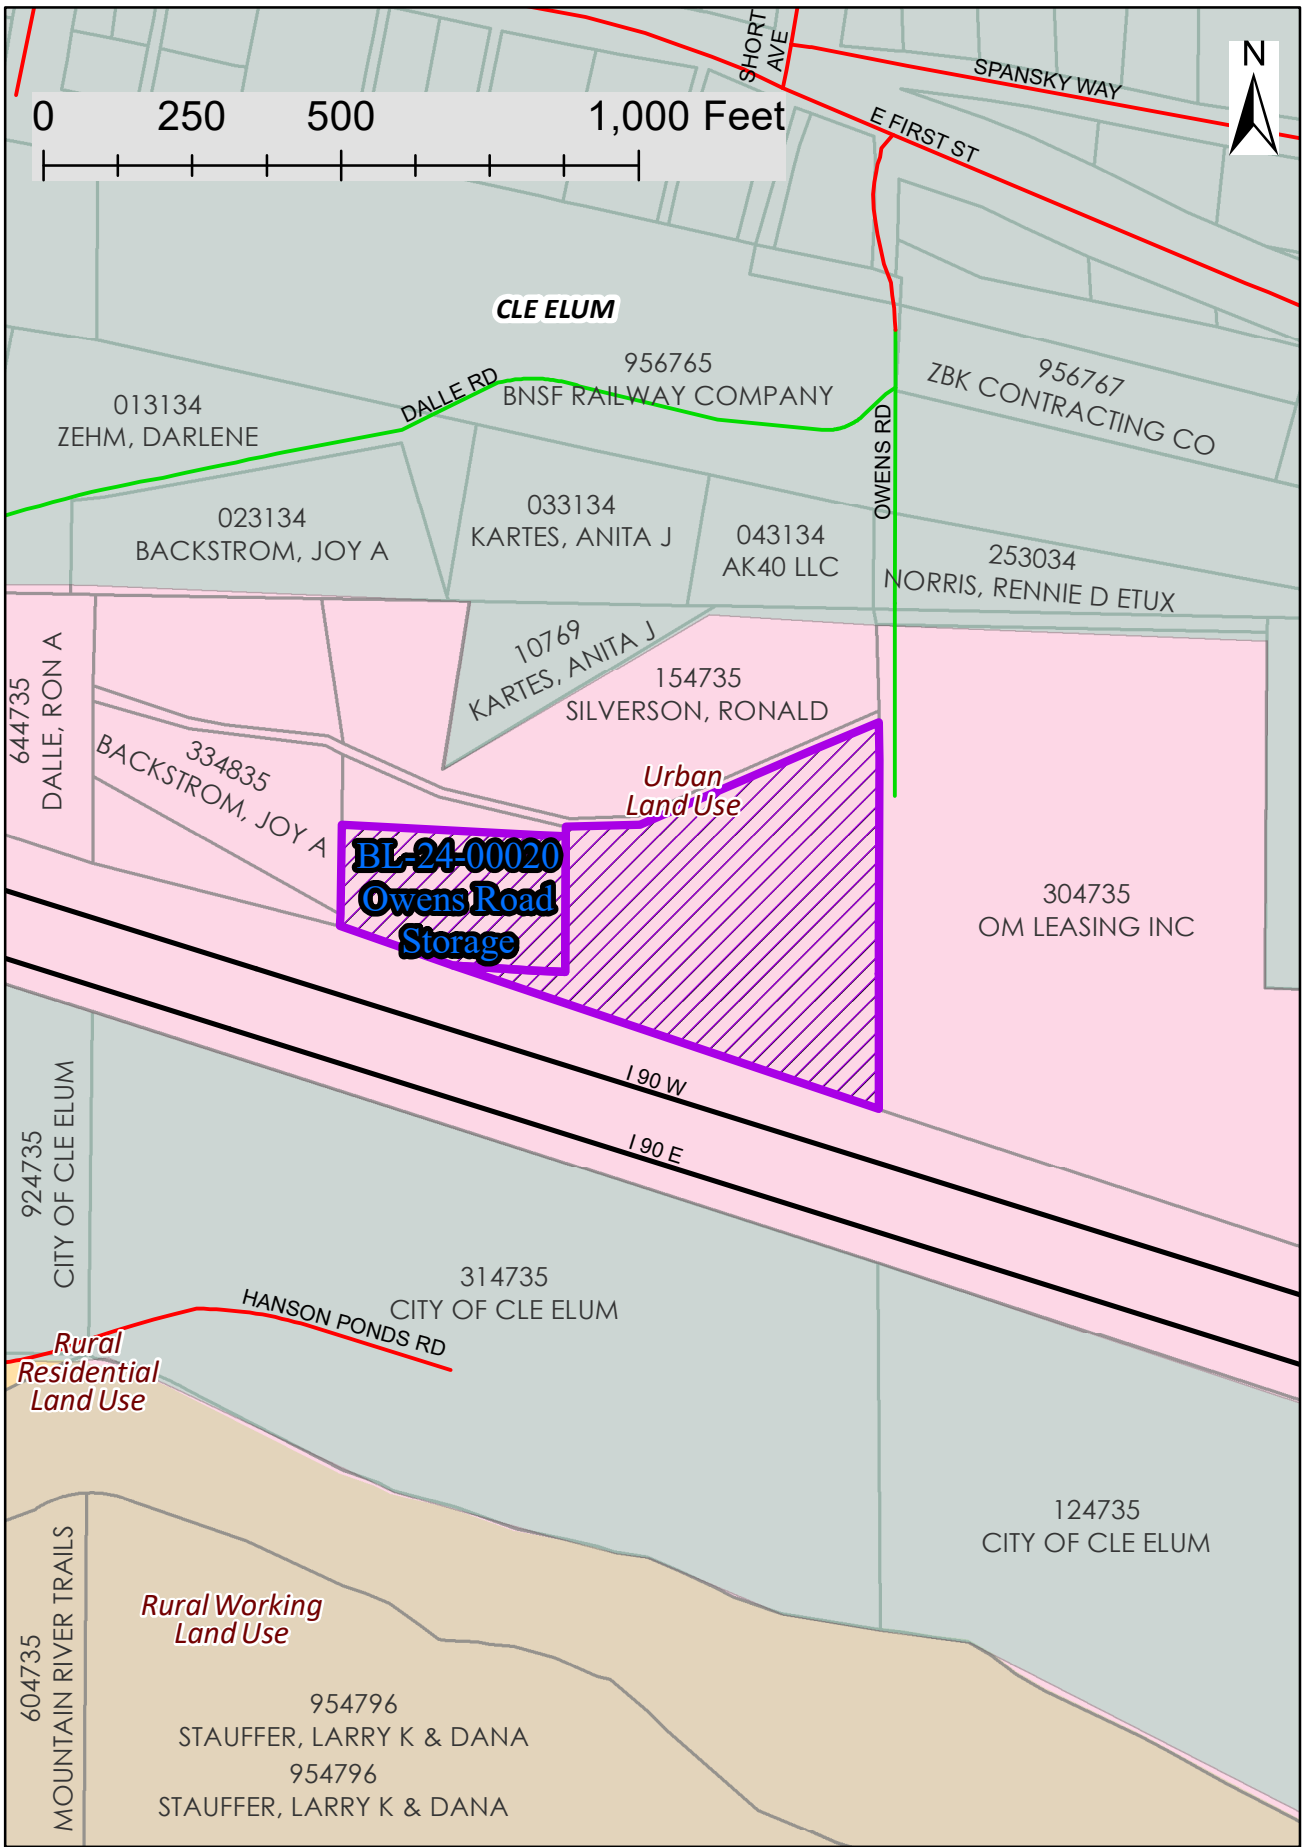 SHORT
AVE
SPANSKY WAY
N
0 250 500 1,000 Feet
E FIRST ST
CLE ELUM
956765
BNSF RAILWAY COMPANY
956767
ZBK CONTRACTING CO
DALLE RD
013134
ZEHM, DARLENE
OWENS RD
023134
BACKSTROM, JOY A
033134
KARTES, ANITA J
043134
AK40 LLC
253034
NORRIS, RENNIE D ETUX
10769
KARTES, ANITA J
644735
DALLE, RON A
154735
SILVERSON, RONALD
334835
BACKSTROM, JOY A
Urban
Land Use
BL-24-00020
Owens Road
Storage
304735
OM LEASING INC
I 90 W
I 90 E
924735
CITY OF CLE ELUM
314735
CITY OF CLE ELUM
HANSON PONDS RD
Rural
Residential
Land Use
124735
CITY OF CLE ELUM
604735
MOUNTAIN RIVER TRAILS
Rural Working
Land Use
954796
STAUFFER, LARRY K & DANA
954796
STAUFFER, LARRY K & DANA